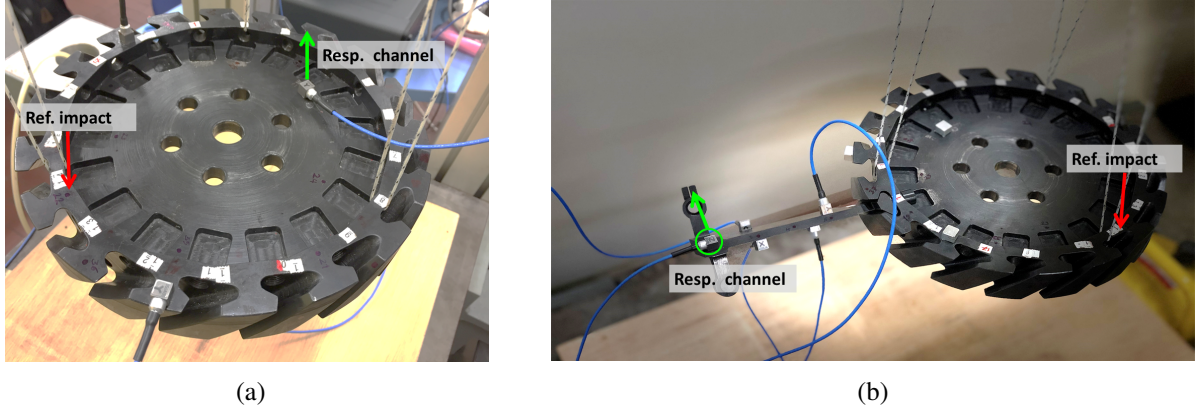 Resp. channel
Ref. impact
Ref. impact
Resp. channel
(a)
(b)